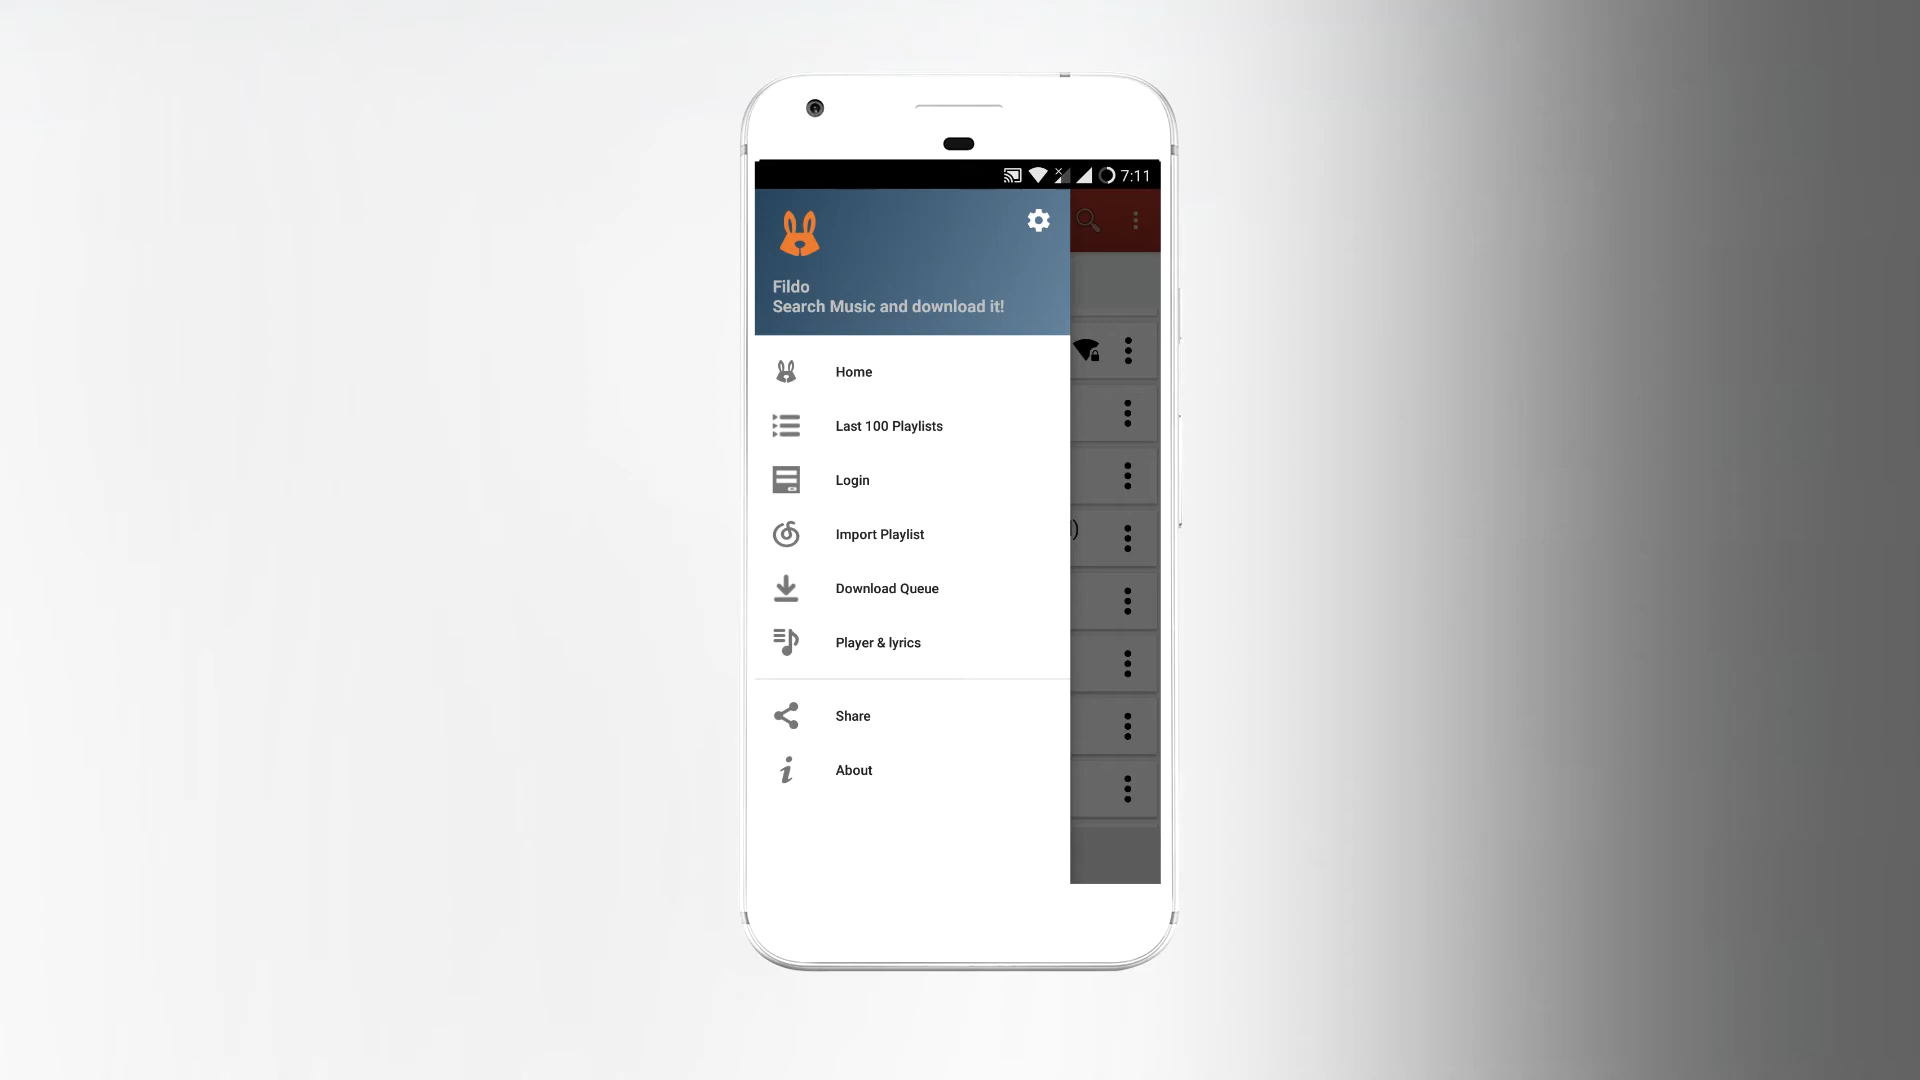 7:11
Fildo
Search Music and download it!
Home
Last 100 Playlists
Login
Import Playlist
Download Queue
Player & lyrics
Share
About